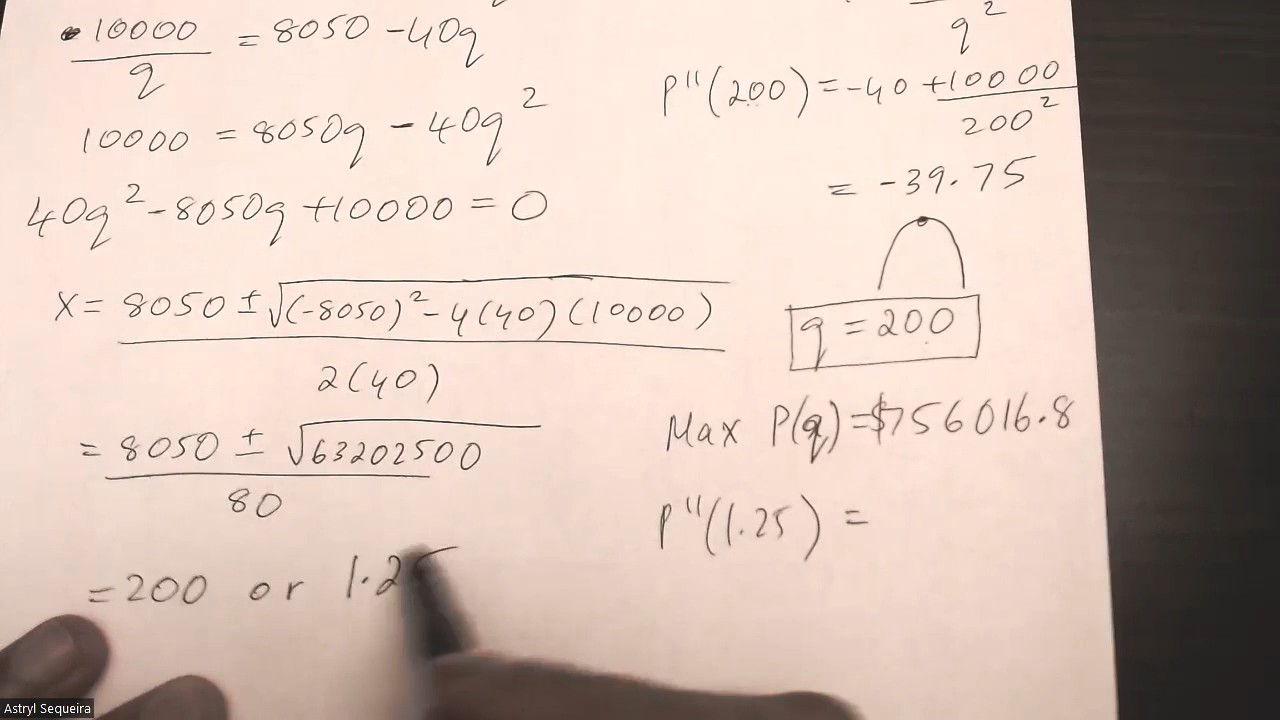 10000 / q = 8050 - 40q
10000 = 8050q - 40q²
40q² - 8050q + 10000 = 0
X = 8050 ± √(-8050)² - 4(40)(10000) / 2(40)
= 8050 ± √63202500 / 80
= 200 or 1.25
q²
P''(200) = -40 + 10000 / 200²
= -39.75
q = 200
Max P(q) = $756016.8
P''(1.25) =
Astryl Sequeira